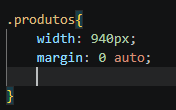 .produtos{
    width: 940px;
    margin: 0 auto;
}